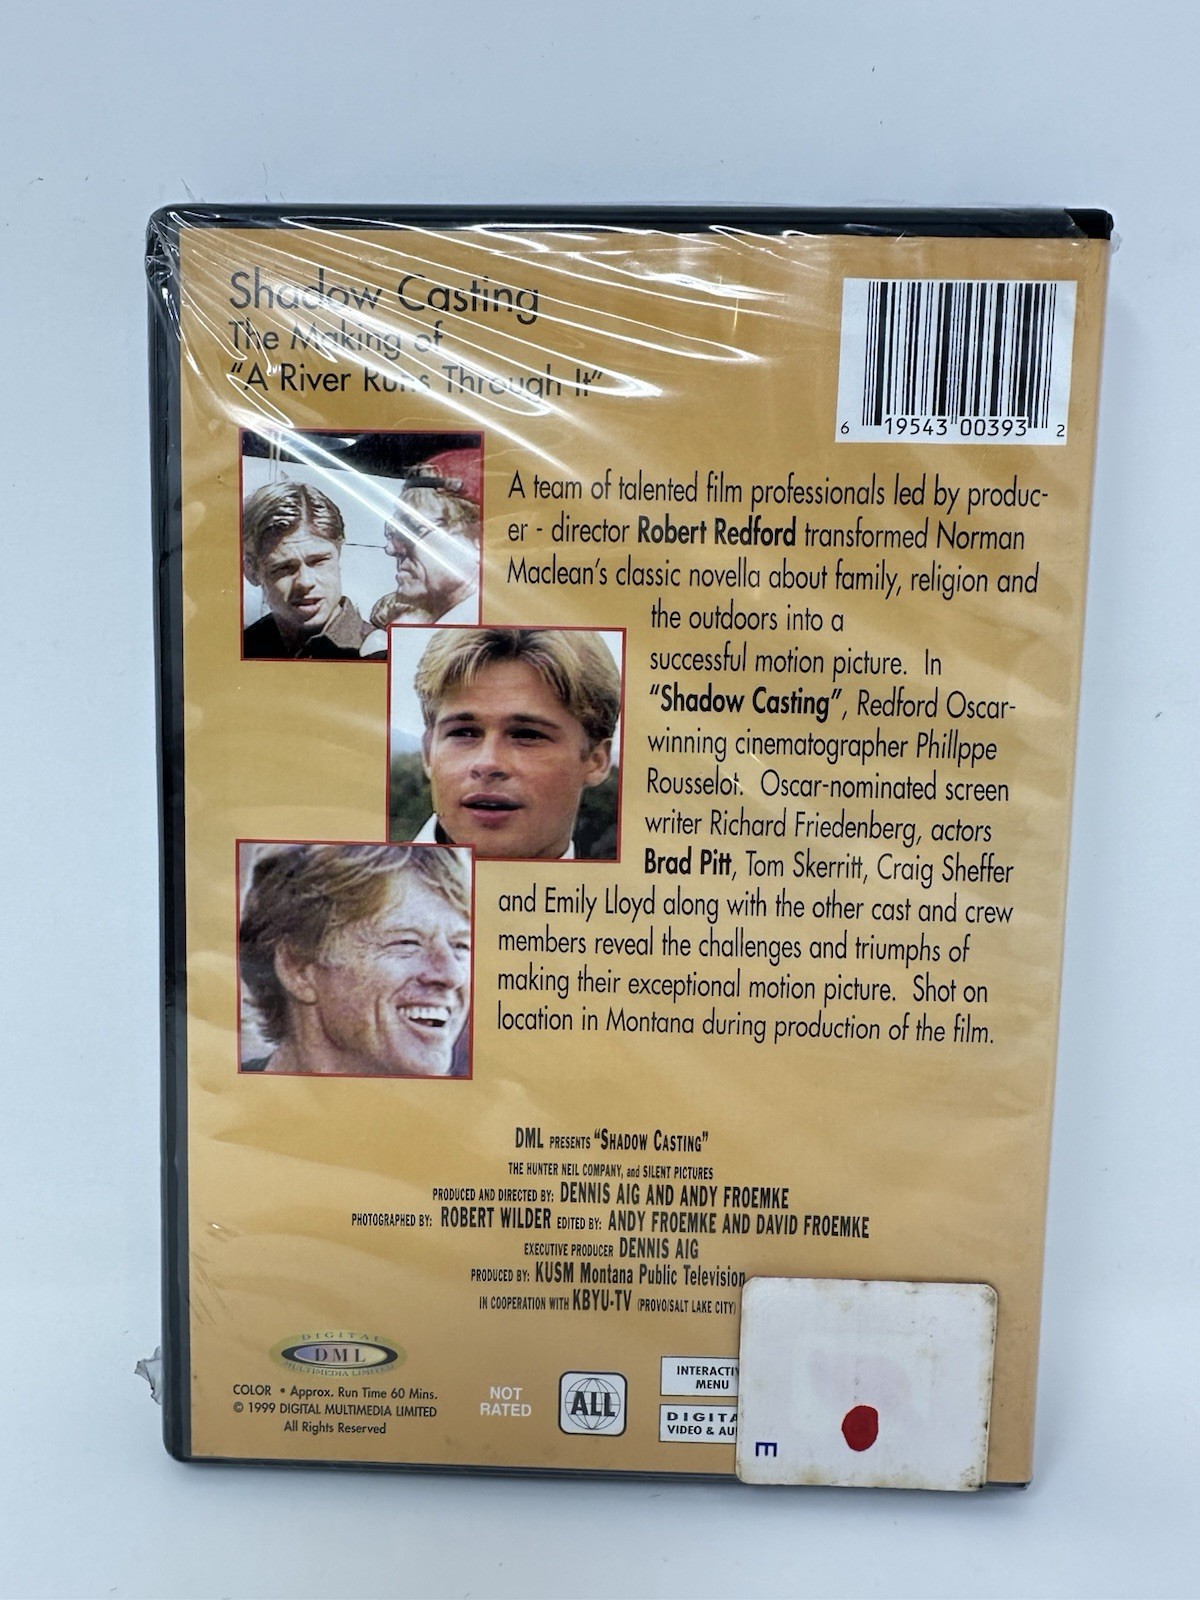 Shadow Casting
The Making of
"A River Runs Through It"
6 19543 00393 2
A team of talented film professionals led by produc-
er - director Robert Redford transformed Norman
Maclean's classic novella about family, religion and
the outdoors into a
successful motion picture. In
"Shadow Casting", Redford Oscar-
winning cinematographer Phillppe
Rousselot. Oscar-nominated screen
writer Richard Friedenberg, actors
Brad Pitt, Tom Skerritt, Craig Sheffer
and Emily Lloyd along with the other cast and crew
members reveal the challenges and triumphs of
making their exceptional motion picture. Shot on
location in Montana during production of the film.
DML PRESENTS "SHADOW CASTING"
THE HUNTER NEIL COMPANY, and SILENT PICTURES
PRODUCED AND DIRECTED BY: DENNIS AIG AND ANDY FROEMKE
PHOTOGRAPHED BY: ROBERT WILDER EDITED BY: ANDY FROEMKE AND DAVID FROEMKE
EXECUTIVE PRODUCER DENNIS AIG
PRODUCED BY: KUSM Montana Public Television
IN COOPERATION WITH KBYU-TV (PROVO/SALT LAKE CITY)
DIGITAL
DML
MULTIMEDIA LIMITED
COLOR • Approx. Run Time 60 Mins.
© 1999 DIGITAL MULTIMEDIA LIMITED
All Rights Reserved
NOT
RATED
ALL
INTERACTIV
MENU
DIGITA
VIDEO & AU
E